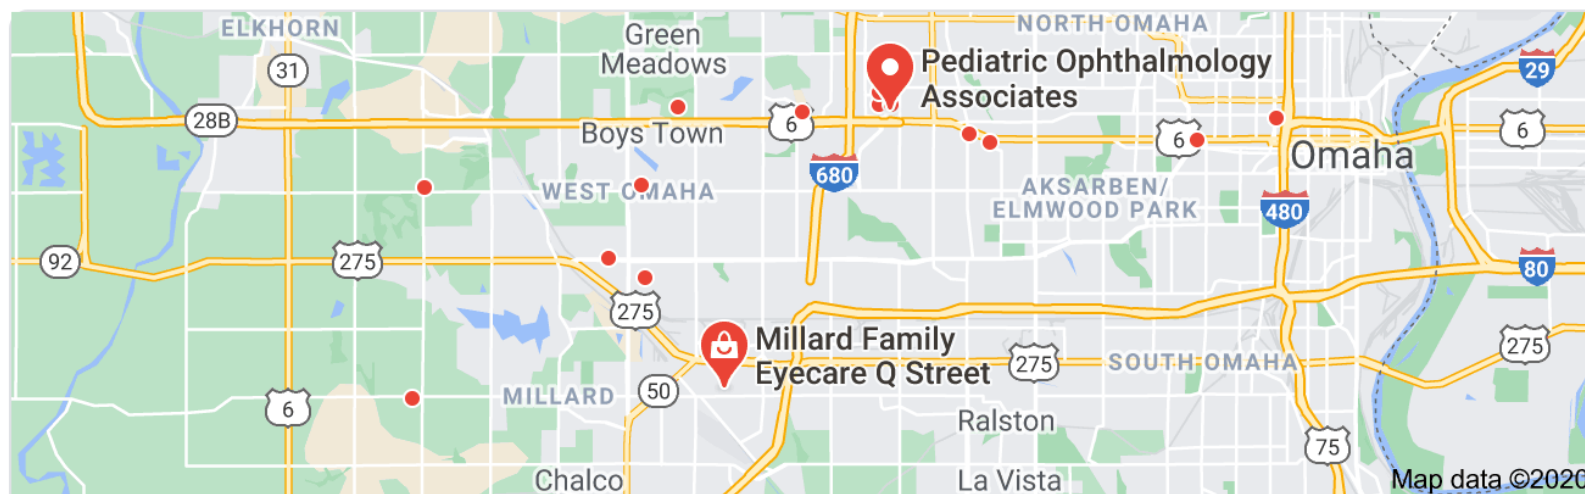 ELKHORN
Green
Meadows
NORTH OMAHA
Pediatric Ophthalmology
Associates
29
31
28B
Boys Town
6
6
6
Omaha
680
WEST OMAHA
AKSARBEN/
ELMWOOD PARK
480
92
275
80
275
Millard Family
Eyecare Q Street
275
SOUTH OMAHA
275
6
MILLARD
50
Ralston
75
Chalco
La Vista
Map data ©2020